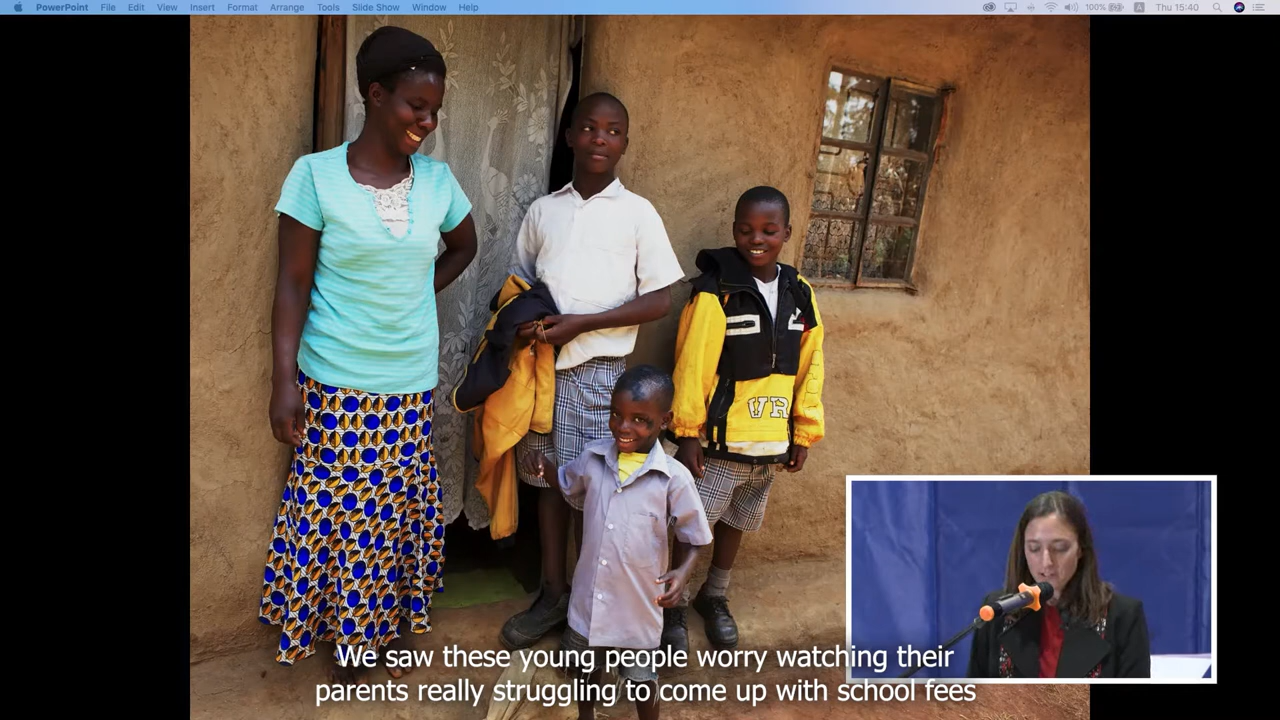 PowerPoint File Edit View Insert Format Arrange Tools Slide Show Window Help 100% Thu 15:40
VR
We saw these young people worry watching their
parents really struggling to come up with school fees